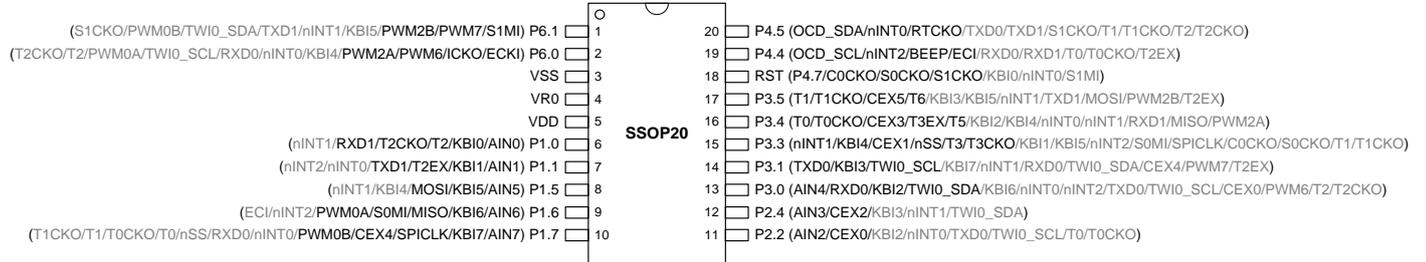 (S1CKO/PWM0B/TWI0_SDA/TXD1/nINT1/KBI5/PWM2B/PWM7/S1MI) P6.1 1 20 P4.5 (OCD_SDA/nINT0/RTCKO/TXD0/TXD1/S1CKO/T1/T1CKO/T2/T2CKO)
(T2CKO/T2/PWM0A/TWI0_SCL/RXD0/nINT0/KBI4/PWM2A/PWM6/ICKO/ECKI) P6.0 2 19 P4.4 (OCD_SCL/nINT2/BEEP/ECI/RXD0/RXD1/T0/T0CKO/T2EX)
VSS 3 18 RST (P4.7/C0CKO/S0CKO/S1CKO/KBI0/nINT0/S1MI)
VR0 4 17 P3.5 (T1/T1CKO/CEX5/T6/KBI3/KBI5/nINT1/TXD1/MOSI/PWM2B/T2EX)
VDD 5 16 P3.4 (T0/T0CKO/CEX3/T3EX/T5/KBI2/KBI4/nINT0/nINT1/RXD1/MISO/PWM2A)
SSOP20
(nINT1/RXD1/T2CKO/T2/KBI0/AIN0) P1.0 6 15 P3.3 (nINT1/KBI4/CEX1/nSS/T3/T3CKO/KBI1/KBI5/nINT2/S0MI/SPICLK/C0CKO/S0CKO/T1/T1CKO)
(nINT2/nINT0/TXD1/T2EX/KBI1/AIN1) P1.1 7 14 P3.1 (TXD0/KBI3/TWI0_SCL/KBI7/nINT1/RXD0/TWI0_SDA/CEX4/PWM7/T2EX)
(nINT1/KBI4/MOSI/KBI5/AIN5) P1.5 8 13 P3.0 (AIN4/RXD0/KBI2/TWI0_SDA/KBI6/nINT0/nINT2/TXD0/TWI0_SCL/CEX0/PWM6/T2/T2CKO)
(ECI/nINT2/PWM0A/S0MI/MISO/KBI6/AIN6) P1.6 9 12 P2.4 (AIN3/CEX2/KBI3/nINT1/TWI0_SDA)
(T1CKO/T1/T0CKO/T0/nSS/RXD0/nINT0/PWM0B/CEX4/SPICLK/KBI7/AIN7) P1.7 10 11 P2.2 (AIN2/CEX0/KBI2/nINT0/TXD0/TWI0_SCL/T0/T0CKO)